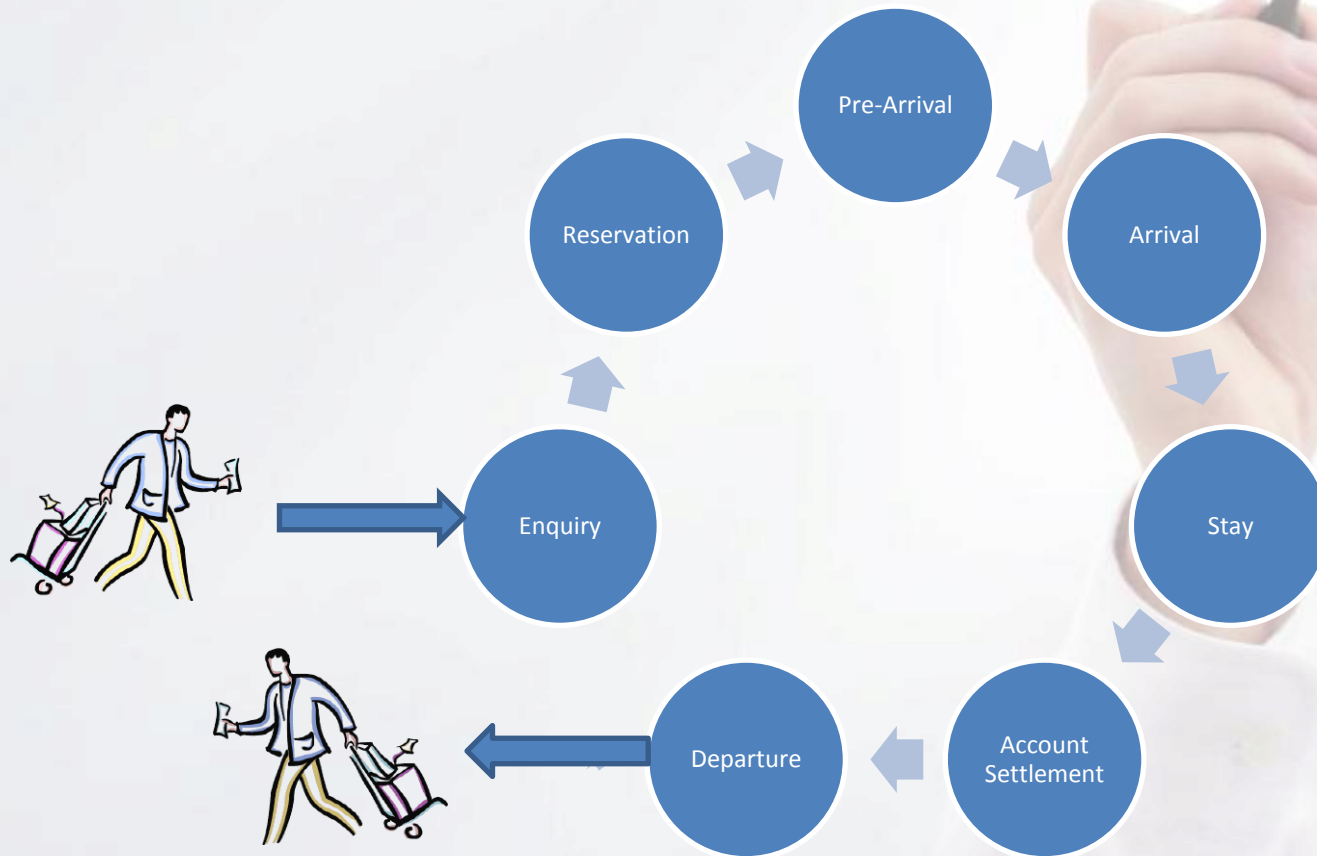 Pre-Arrival
Reservation
Arrival
Enquiry
Stay
Departure
Account
Settlement